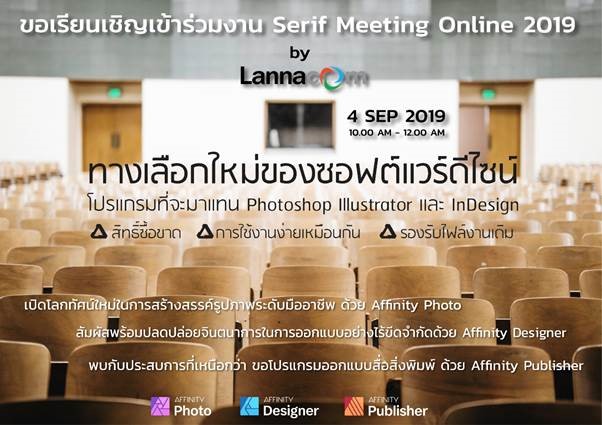 ขอเรียนเชิญเข้าร่วมงาน Serif Meeting Online 2019
by
Lannacom
4 SEP 2019
10.00 AM - 12.00 AM
ทางเลือกใหม่ของซอฟต์แวร์ดีไซน์
โปรแกรมที่จะมาแทน Photoshop Illustrator และ InDesign
สิทธิ์ซื้อขาด การใช้งานง่ายเหมือนกัน รองรับไฟล์งานเดิม
เปิดโลกทัศน์ใหม่ในการสร้างสรรค์รูปภาพระดับมืออาชีพ ด้วย Affinity Photo
สัมผัสพร้อมปลดปล่อยจินตนาการในการออกแบบอย่างไร้ขีดจำกัดด้วย Affinity Designer
พบกับประสบการที่เหนือกว่า ขอโปรแกรมออกแบบสื่อสิ่งพิมพ์ ด้วย Affinity Publisher
AFFINITY AFFINITY AFFINITY
Photo Designer Publisher